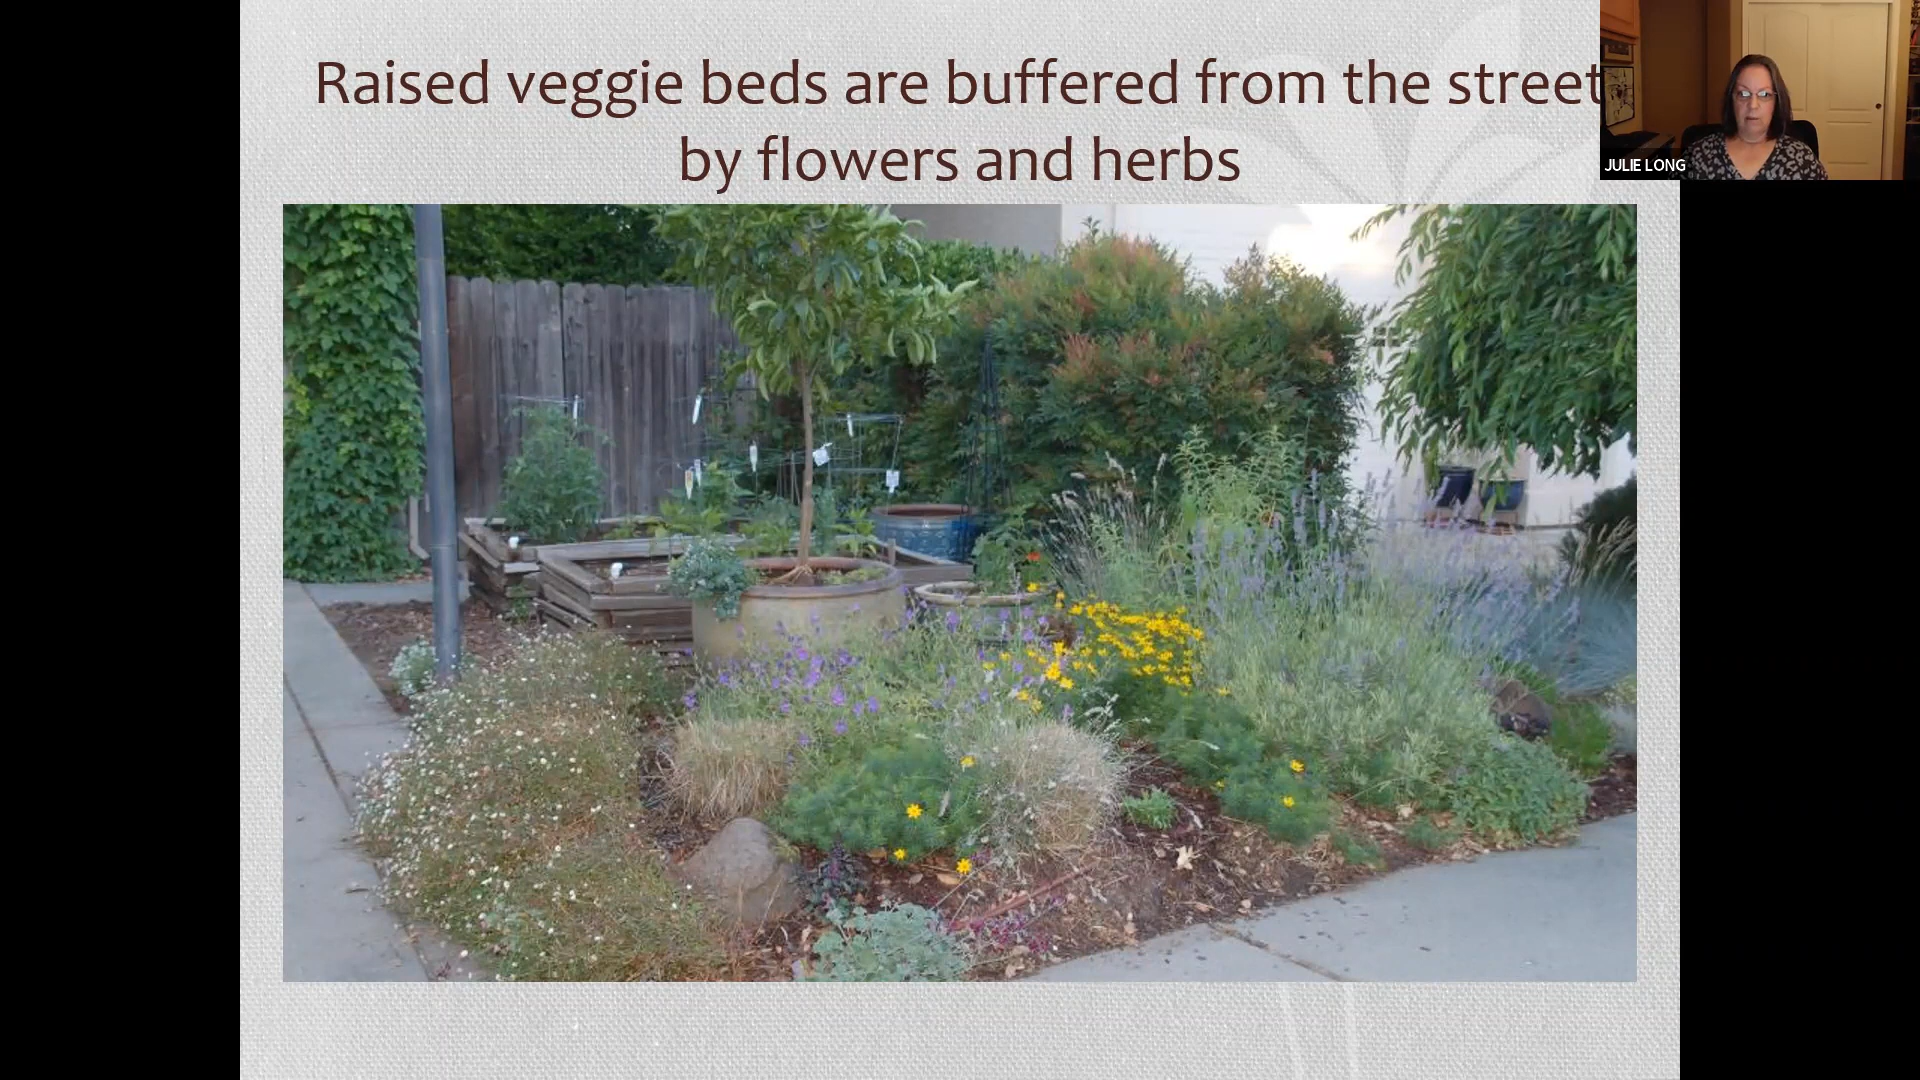 Raised veggie beds are buffered from the street
by flowers and herbs
JULIE LONG